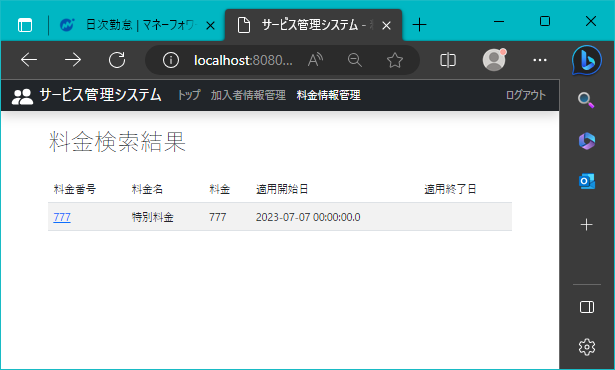 日次勤怠 | マネーフォワー
サービス管理システム -
localhost:8080...
サービス管理システム トップ 加入者情報管理 料金情報管理 ログアウト
料金検索結果
料金番号 料金名 料金 適用開始日 適用終了日
777 特別料金 777 2023-07-07 00:00:00.0